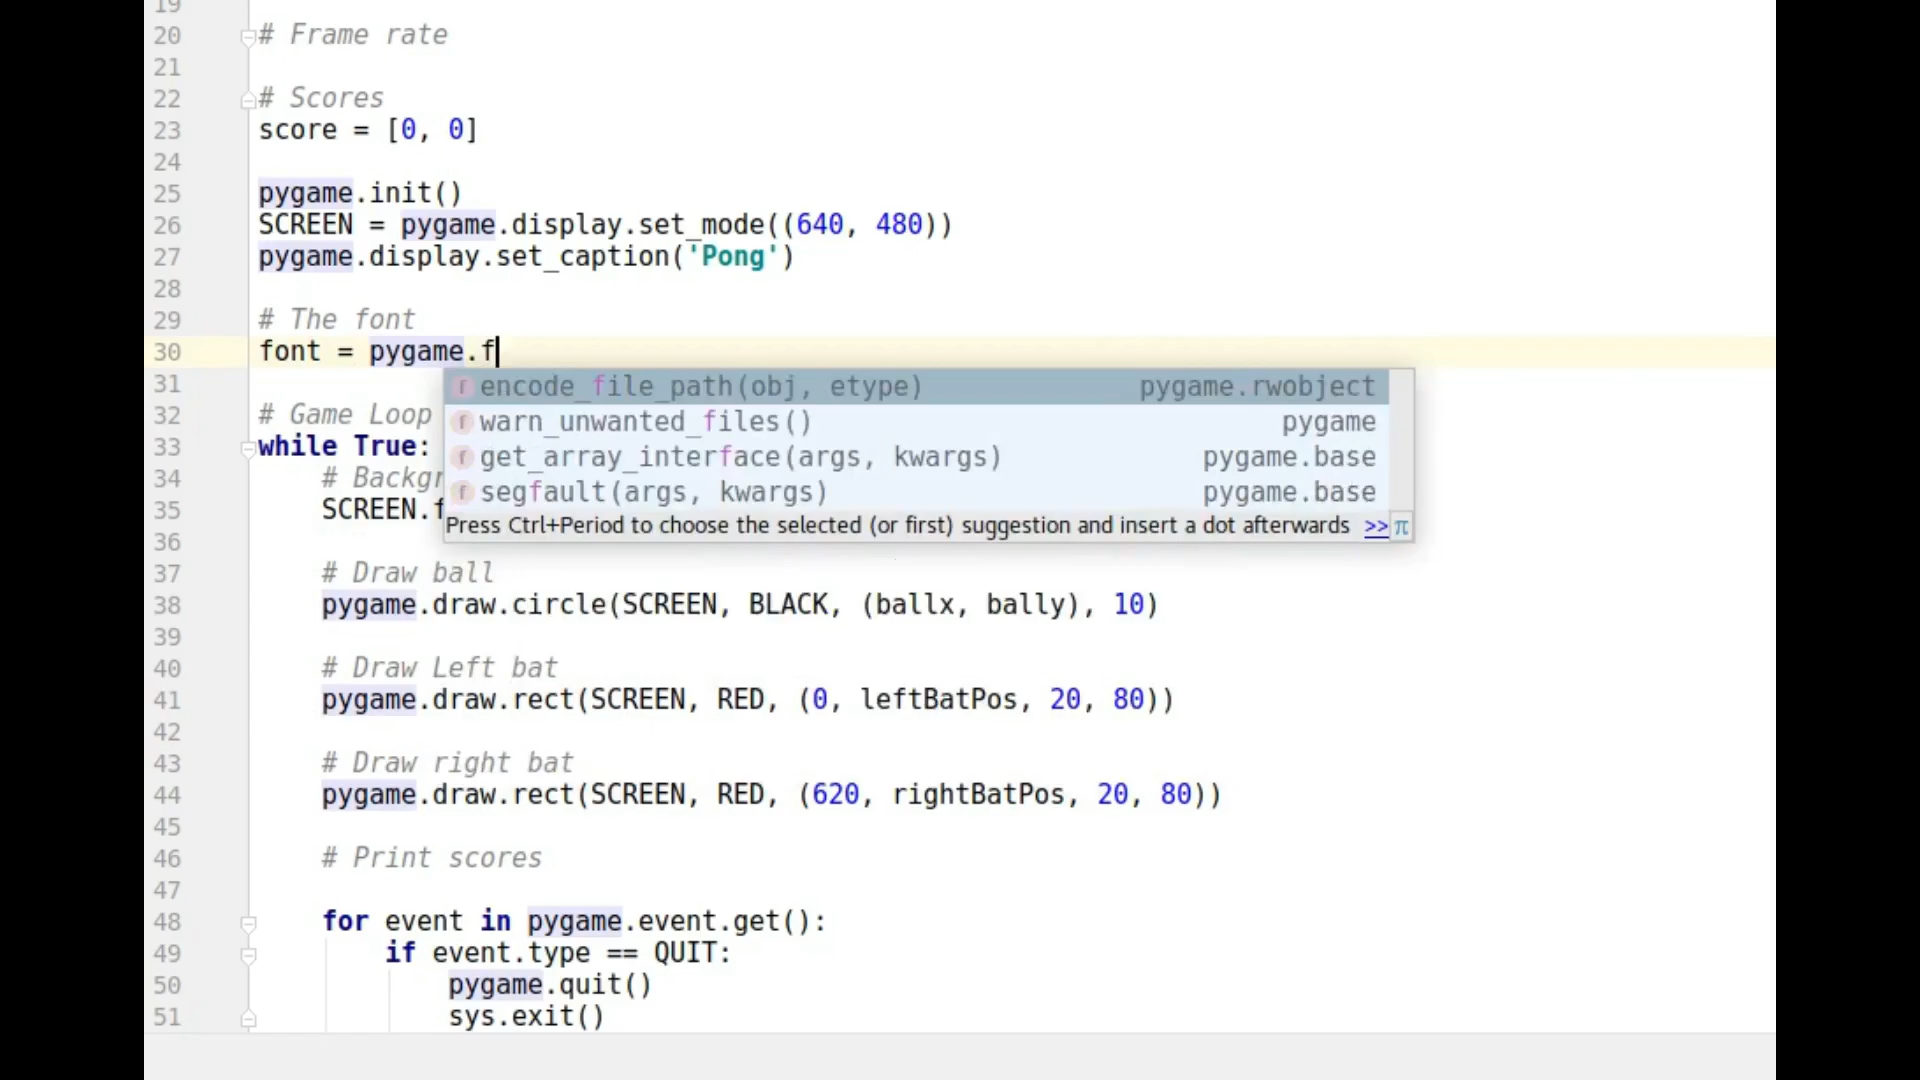 19
20 # Frame rate
21
22 # Scores
23 score = [0, 0]
24
25 pygame.init()
26 SCREEN = pygame.display.set_mode((640, 480))
27 pygame.display.set_caption('Pong')
28
29 # The font
30 font = pygame.f
31
encode_file_path(obj, etype) pygame.rwobject
32 # Game Loop
warn_unwanted_files() pygame
33 while True:
get_array_interface(args, kwargs) pygame.base
34 # Backgr
segfault(args, kwargs) pygame.base
35 SCREEN.f
Press Ctrl+Period to choose the selected (or first) suggestion and insert a dot afterwards >> π
36
37 # Draw ball
38 pygame.draw.circle(SCREEN, BLACK, (ballx, bally), 10)
39
40 # Draw Left bat
41 pygame.draw.rect(SCREEN, RED, (0, leftBatPos, 20, 80))
42
43 # Draw right bat
44 pygame.draw.rect(SCREEN, RED, (620, rightBatPos, 20, 80))
45
46 # Print scores
47
48 for event in pygame.event.get():
49 if event.type == QUIT:
50 pygame.quit()
51 sys.exit()